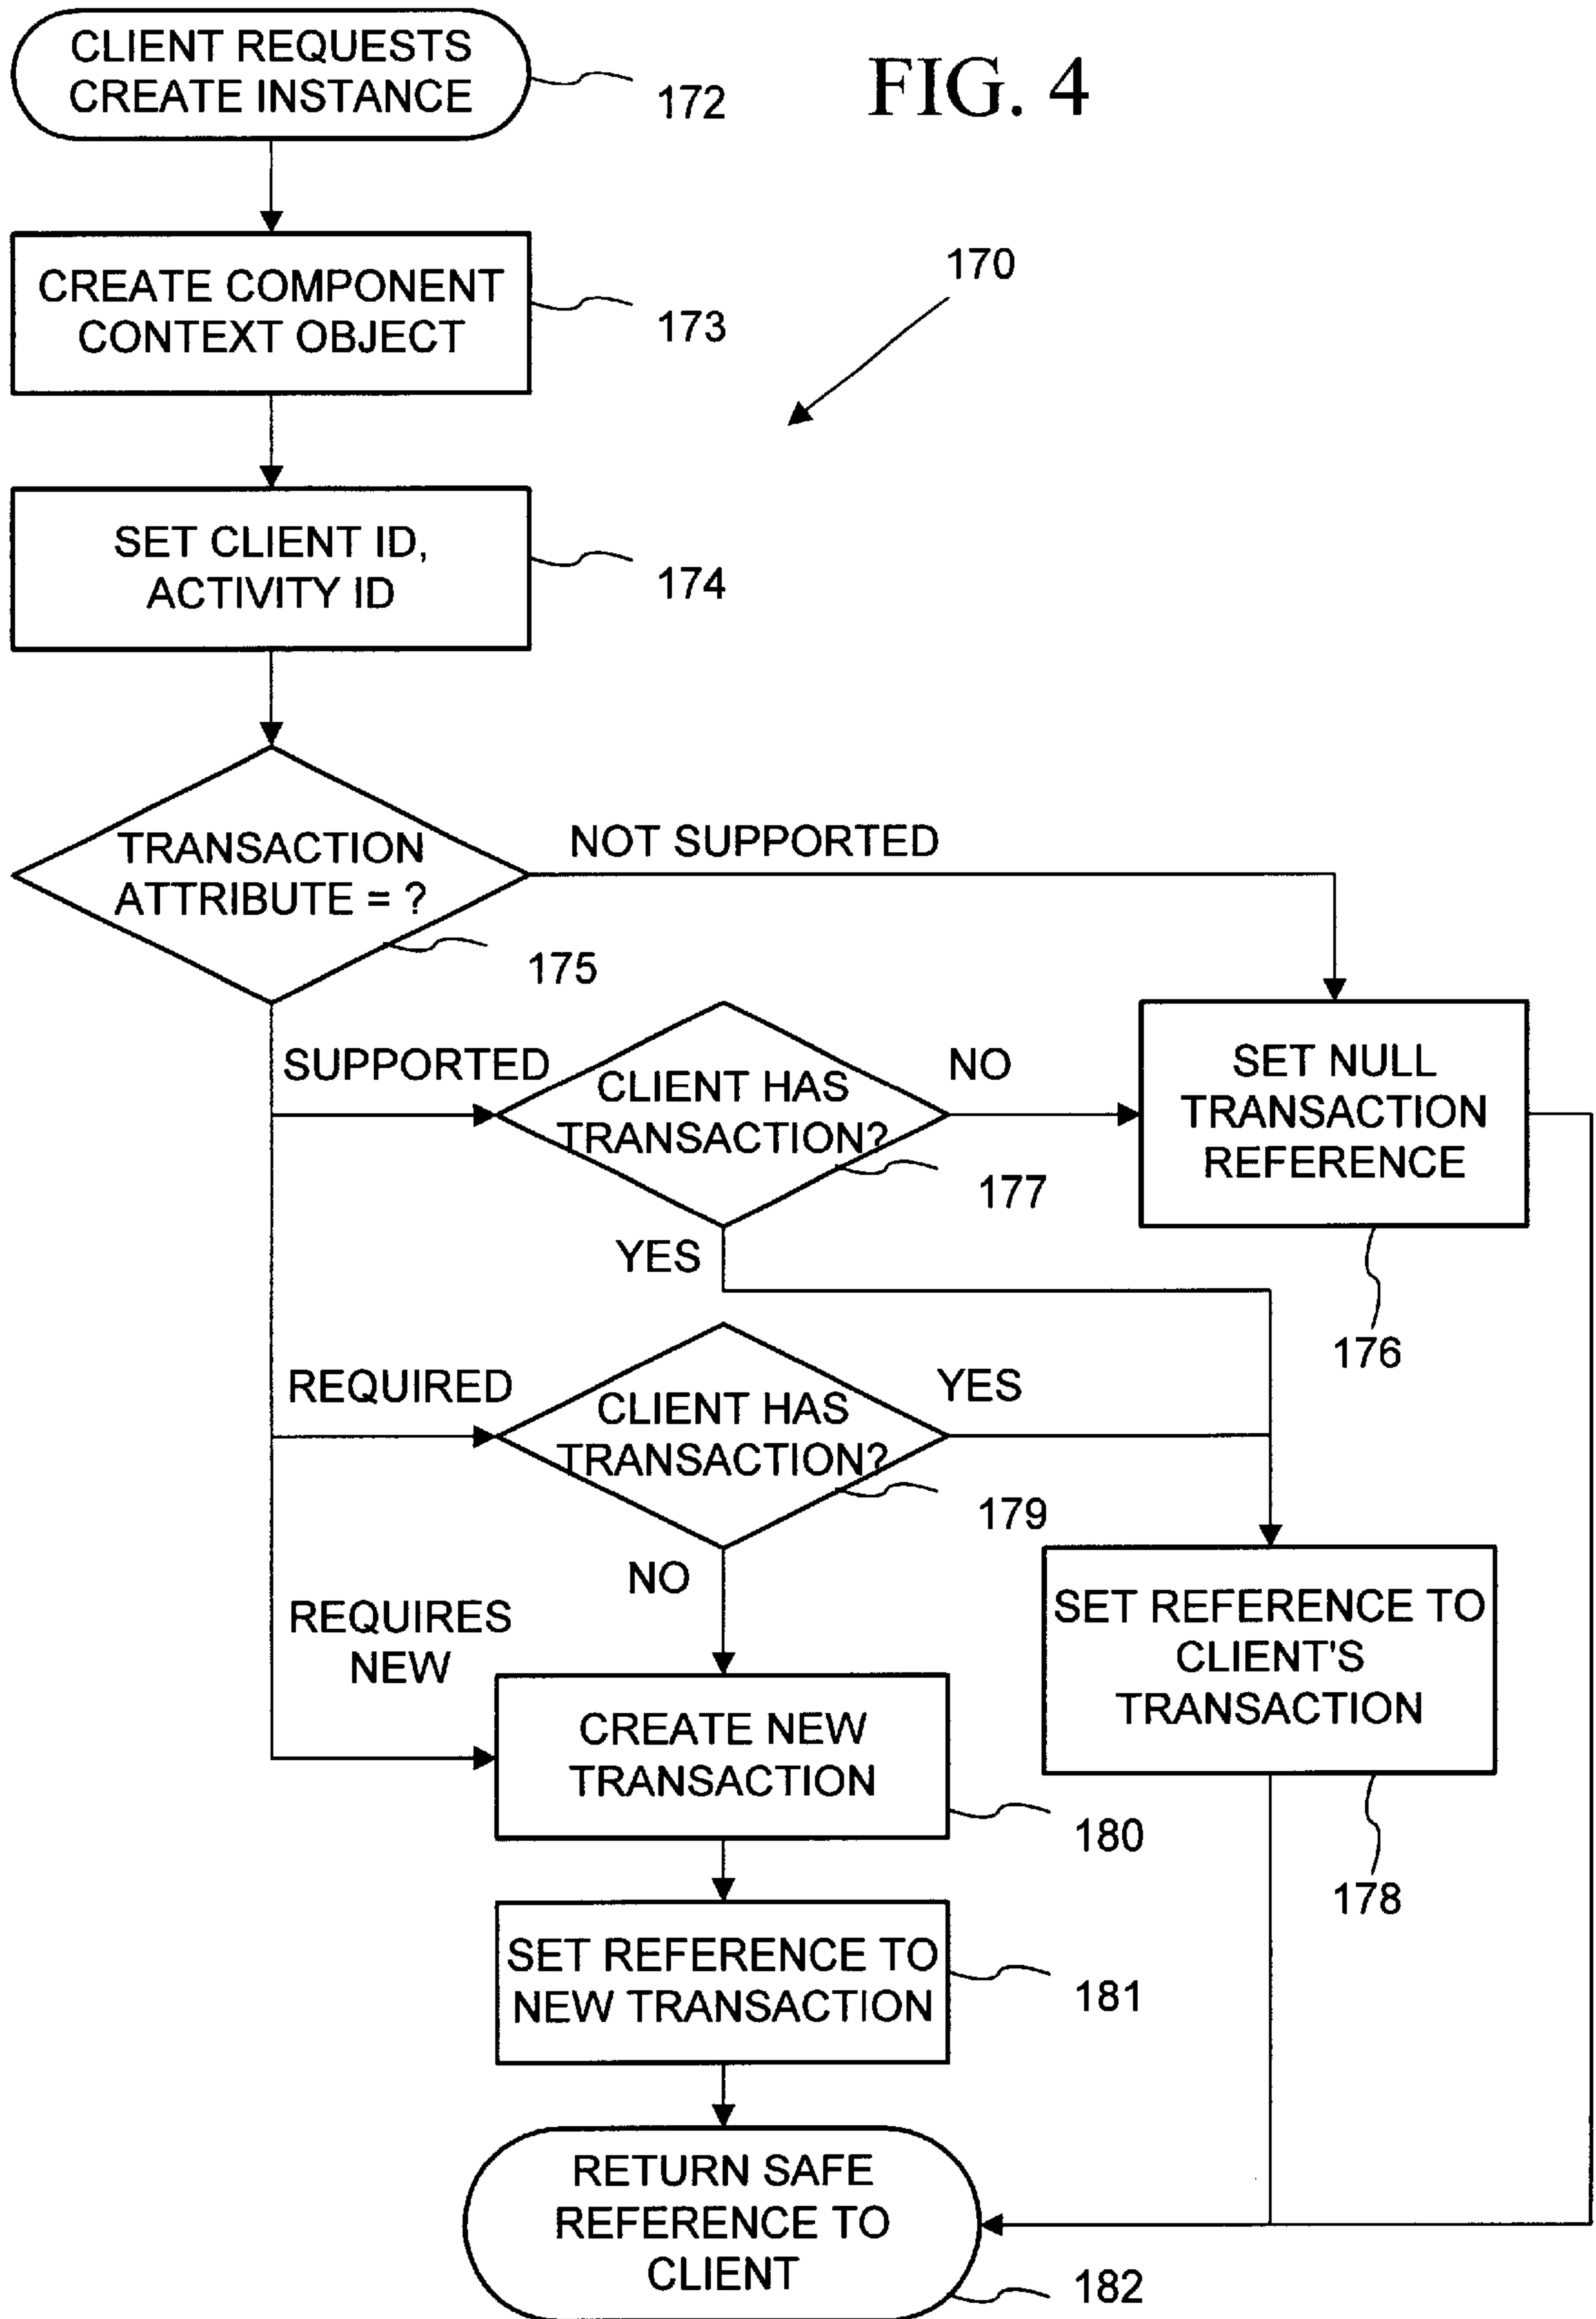 CLIENT REQUESTS
CREATE INSTANCE
172
FIG. 4
CREATE COMPONENT
CONTEXT OBJECT
173
170
SET CLIENT ID,
ACTIVITY ID
174
TRANSACTION
ATTRIBUTE = ?
175
NOT SUPPORTED
SUPPORTED
CLIENT HAS
TRANSACTION?
177
NO
YES
SET NULL
TRANSACTION
REFERENCE
176
REQUIRED
CLIENT HAS
TRANSACTION?
179
YES
NO
REQUIRES
NEW
SET REFERENCE TO
CLIENT'S
TRANSACTION
178
CREATE NEW
TRANSACTION
180
SET REFERENCE TO
NEW TRANSACTION
181
RETURN SAFE
REFERENCE TO
CLIENT
182